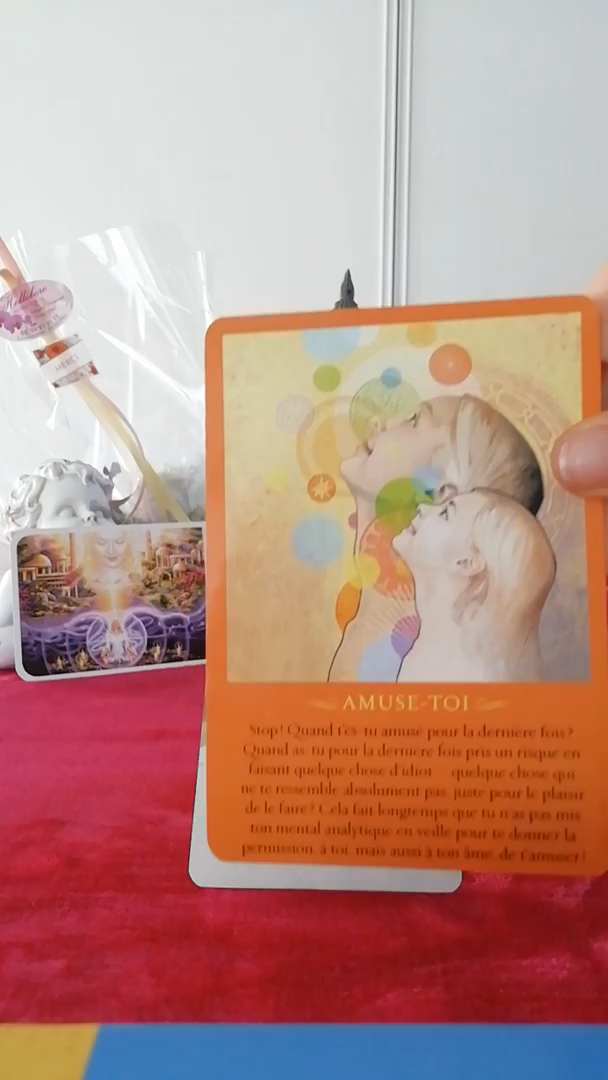 Hellidore
MERCI
AMUSE-TOI
Stop! Quand t'es-tu amusé pour la dernière fois?
Quand as-tu pour la dernière fois pris un risque en
faisant quelque chose d'idiot quelque chose qui
ne te ressemble absolument pas, juste pour le plaisir
de le faire? Cela fait longtemps que tu n'as pas mis
ton mental analytique en veille pour te donner la
permission, à toi, mais aussi à ton âme, de t'amuser!